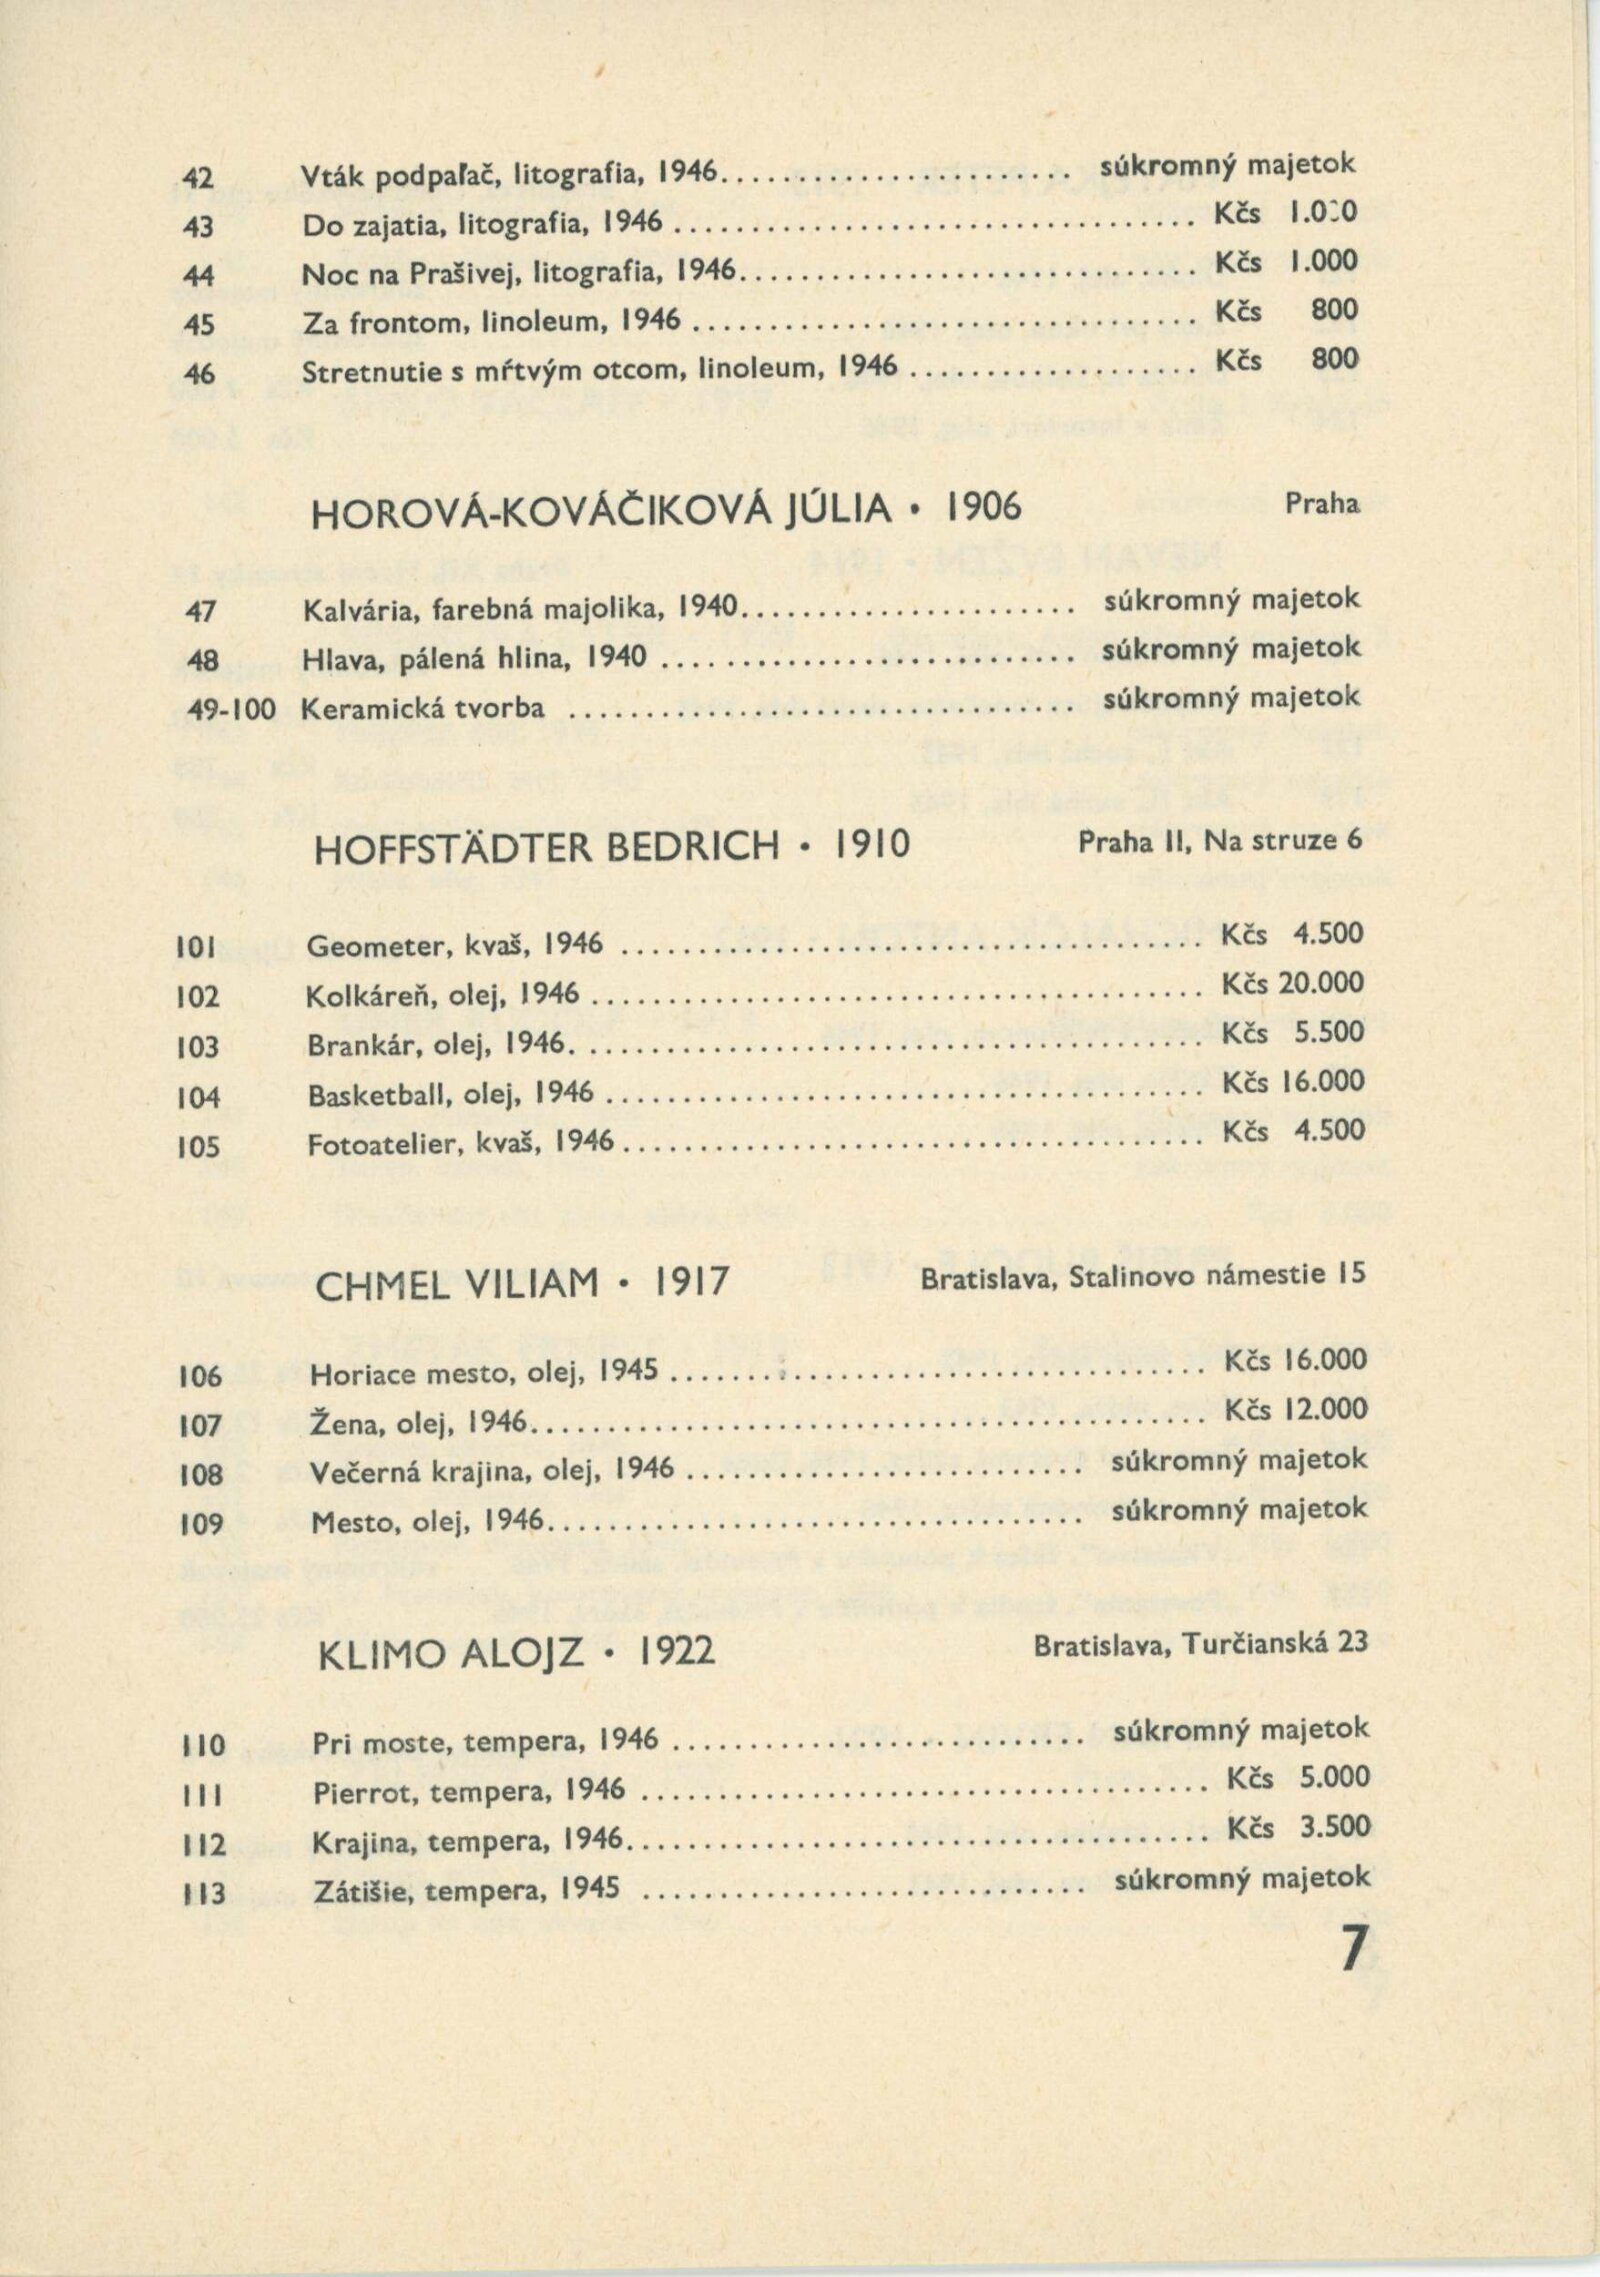 42 Vták podpaľač, litografia, 1946........................ súkromný majetok
43 Do zajatia, litografia, 1946 .................................. Kčs 1.000
44 Noc na Prašivej, litografia, 1946.............................. Kčs 1.000
45 Za frontom, linoleum, 1946 ................................. Kčs 800
46 Stretnutie s mŕtvým otcom, linoleum, 1946 ................... Kčs 800
HOROVÁ-KOVÁČIKOVÁ JÚLIA • 1906 Praha
47 Kalvária, farebná majolika, 1940...................... súkromný majetok
48 Hlava, pálená hlina, 1940 ........................... súkromný majetok
49-100 Keramická tvorba ................................. súkromný majetok
HOFFSTÄDTER BEDRICH • 1910 Praha II, Na struze 6
101 Geometer, kvaš, 1946 ...................................... Kčs 4.500
102 Kolkáreň, olej, 1946 ........................................ Kčs 20.000
103 Brankár, olej, 1946. ........................................ Kčs 5.500
104 Basketball, olej, 1946 ....................................... Kčs 16.000
105 Fotoatelier, kvaš, 1946...................................... Kčs 4.500
CHMEL VILIAM • 1917 Bratislava, Stalinovo námestie 15
106 Horiace mesto, olej, 1945 ................................... Kčs 16.000
107 Žena, olej, 1946............................................ Kčs 12.000
108 Večerná krajina, olej, 1946 .......................... súkromný majetok
109 Mesto, olej, 1946................................... súkromný majetok
KLIMO ALOJZ • 1922 Bratislava, Turčianská 23
110 Pri moste, tempera, 1946 ........................... súkromný majetok
111 Pierrot, tempera, 1946 ..................................... Kčs 5.000
112 Krajina, tempera, 1946...................................... Kčs 3.500
113 Zátišie, tempera, 1945 ............................. súkromný majetok
7